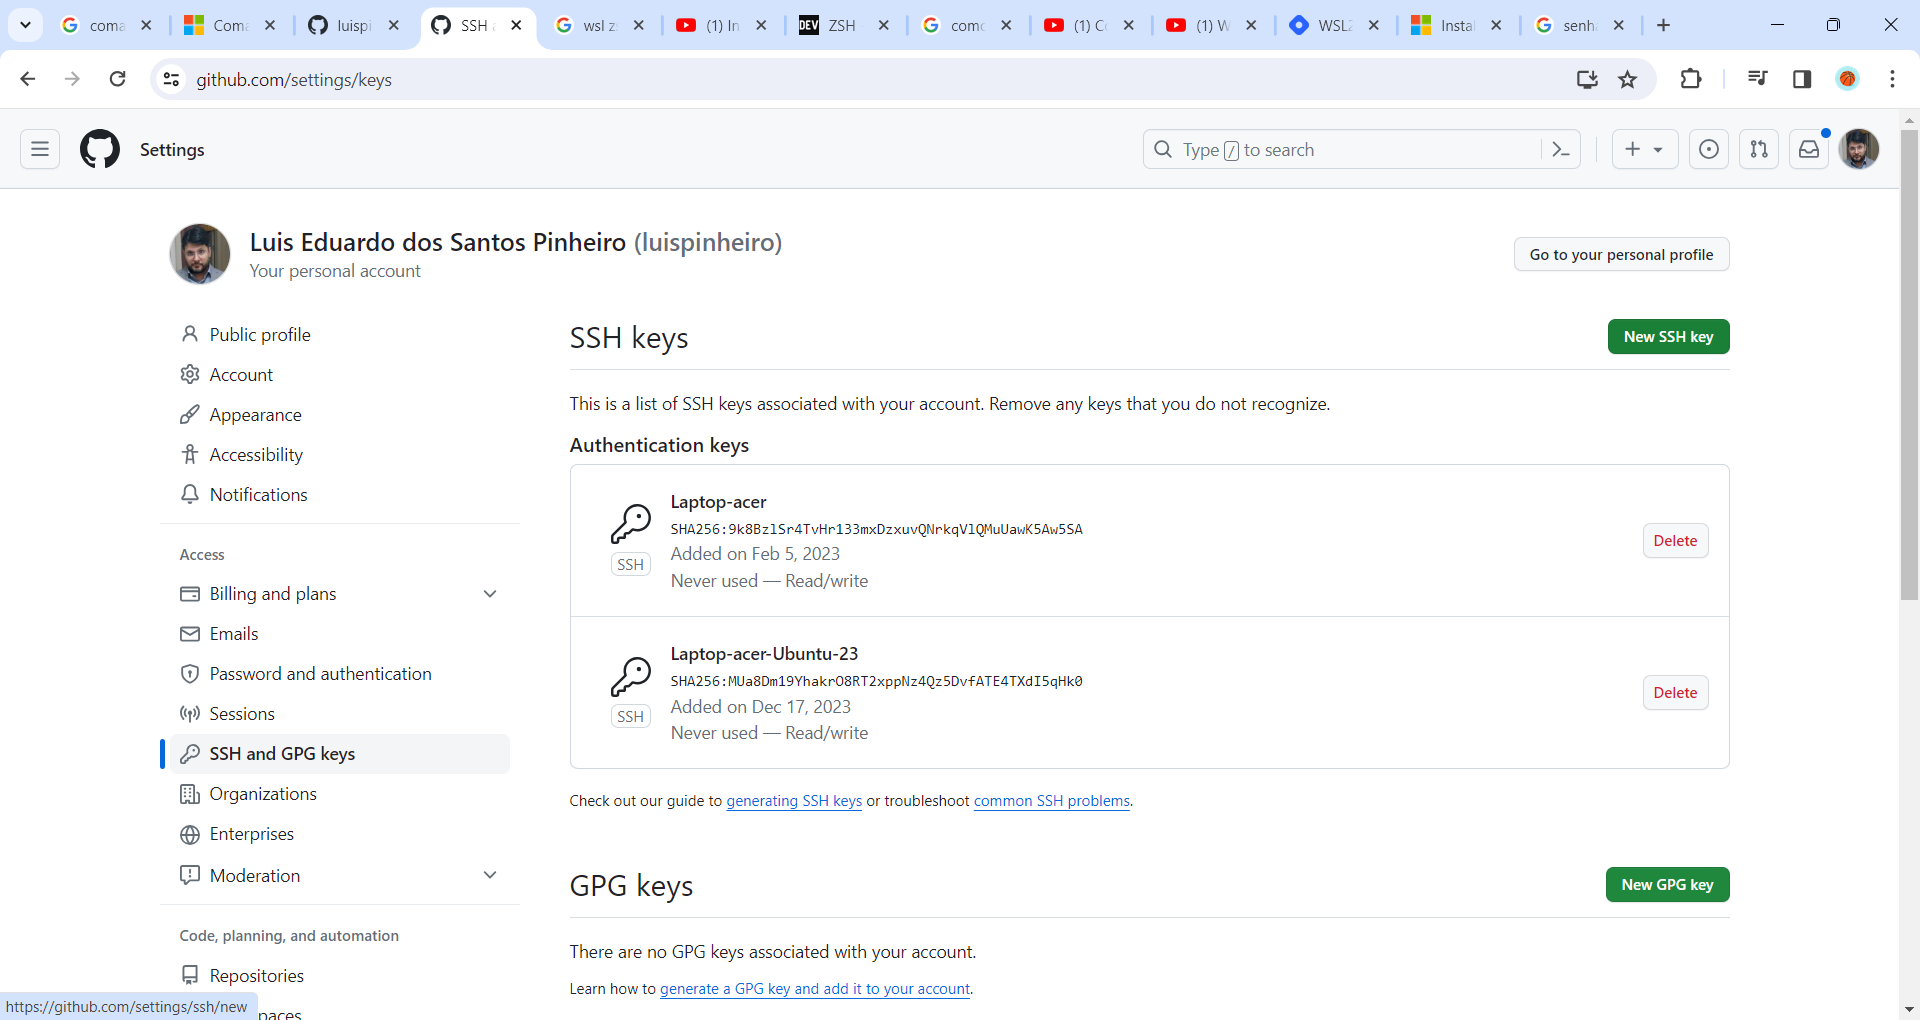 coma
Coma
luispi
SSH a
wsl z
(1) In
DEV
ZSH
como
(1) Co
(1) W
WSL2
Instal
senha
github.com/settings/keys
Settings
Type / to search
Luis Eduardo dos Santos Pinheiro (luispinheiro)
Your personal account
Go to your personal profile
Public profile
Account
Appearance
Accessibility
Notifications
Access
Billing and plans
Emails
Password and authentication
Sessions
SSH and GPG keys
Organizations
Enterprises
Moderation
Code, planning, and automation
Repositories
paces
https://github.com/settings/ssh/new
SSH keys
New SSH key
This is a list of SSH keys associated with your account. Remove any keys that you do not recognize.
Authentication keys
Laptop-acer
SHA256:9k8BzlSr4TvHr133mxDzxuvQNrkqVlQMuUawK5Aw5SA
Added on Feb 5, 2023
Never used — Read/write
SSH
Delete
Laptop-acer-Ubuntu-23
SHA256:MUa8Dm19YhakrO8RT2xppNz4Qz5DvfATE4TXdI5qHk0
Added on Dec 17, 2023
Never used — Read/write
SSH
Delete
Check out our guide to generating SSH keys or troubleshoot common SSH problems.
GPG keys
New GPG key
There are no GPG keys associated with your account.
Learn how to generate a GPG key and add it to your account.